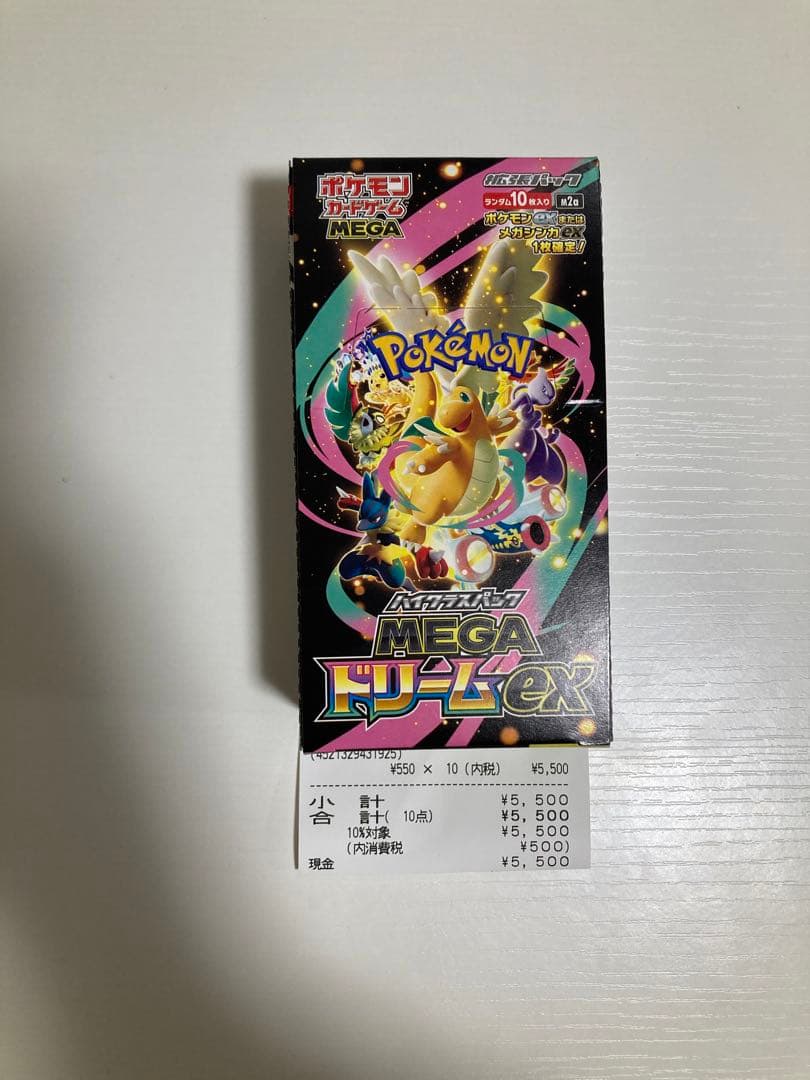 ポケモン
カードゲーム
MEGA
拡張パック
ランダム10枚入り M2a
ポケモンexまたは
メガシンカex
1枚確定!
POKéMON
ハイクラスパック
MEGA
ドリームex
(4521329431925)
¥550 × 10(内税) ¥5,500
小 計 ¥5,500
合 計( 10点) ¥5,500
10%対象 ¥5,500
(内消費税 ¥500)
現金 ¥5,500